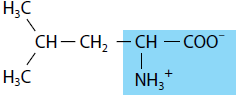 H₃C
CH — CH₂ — CH — COO⁻
H₃C
NH₃⁺